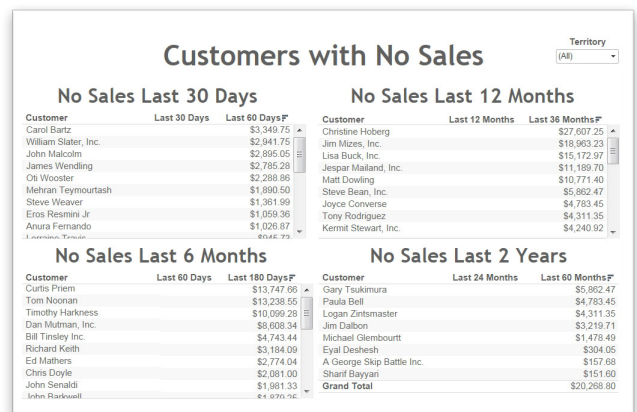 Territory
(All)
Customers with No Sales
No Sales Last 30 Days
Customer Last 30 Days Last 60 Days
Carol Bartz $3,349.75
William Slater, Inc. $2,941.75
John Malcolm $2,895.05
James Wendling $2,785.28
Oti Wooster $2,288.86
Mehran Teymourtash $1,890.50
Steve Weaver $1,361.99
Eros Resmini Jr $1,059.36
Anura Fernando $1,026.87
Lorraine Travis $945.73
No Sales Last 12 Months
Customer Last 12 Months Last 36 Months
Christine Hoberg $27,607.25
Jim Mizes, Inc. $18,963.23
Lisa Buck, Inc. $15,172.97
Jespar Mailand, Inc. $11,189.70
Matt Dowling $10,771.40
Steve Bean, Inc. $5,862.47
Joyce Converse $4,783.45
Tony Rodriguez $4,311.35
Kermit Stewart, Inc. $4,240.92
No Sales Last 6 Months
Customer Last 60 Days Last 180 Days
Curtis Priem $13,747.66
Tom Noonan $13,238.55
Timothy Harkness $10,099.28
Dan Mutman, Inc. $8,608.34
Bill Tinsley Inc. $4,743.44
Richard Keith $3,184.09
Ed Mathers $2,774.04
Chris Doyle $2,081.00
John Senaldi $1,981.33
John Barkwell $1,879.25
No Sales Last 2 Years
Customer Last 24 Months Last 60 Months
Gary Tsukimura $5,862.47
Paula Bell $4,783.45
Logan Zintsmaster $4,311.35
Jim Dalbon $3,219.71
Michael Glembourtt $1,478.49
Eyal Deshesh $304.05
A George Skip Battle Inc. $157.68
Sharif Bayyari $151.60
Grand Total $20,268.80